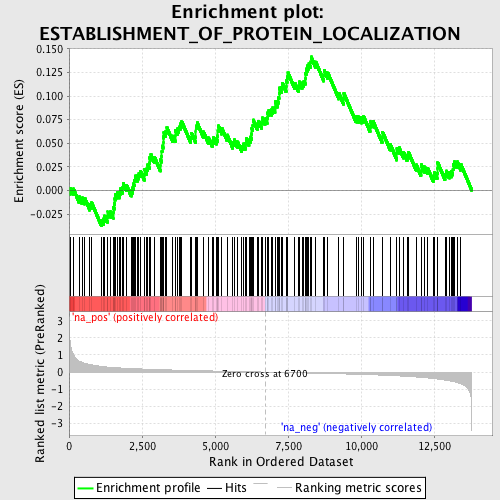 Enrichment plot:
ESTABLISHMENT_OF_PROTEIN_LOCALIZATION
Enrichment score (ES)
0.150
0.125
0.100
0.075
0.050
0.025
0.000
-0.025
'na_pos' (positively correlated)
Ranked list metric (PreRanked)
3
2
1
0
-1
-2
-3
Zero cross at 6700
'na_neg' (negatively correlated)
0
2,500
5,000
7,500
10,000
12,500
Rank in Ordered Dataset
Enrichment profile
Hits
Ranking metric scores